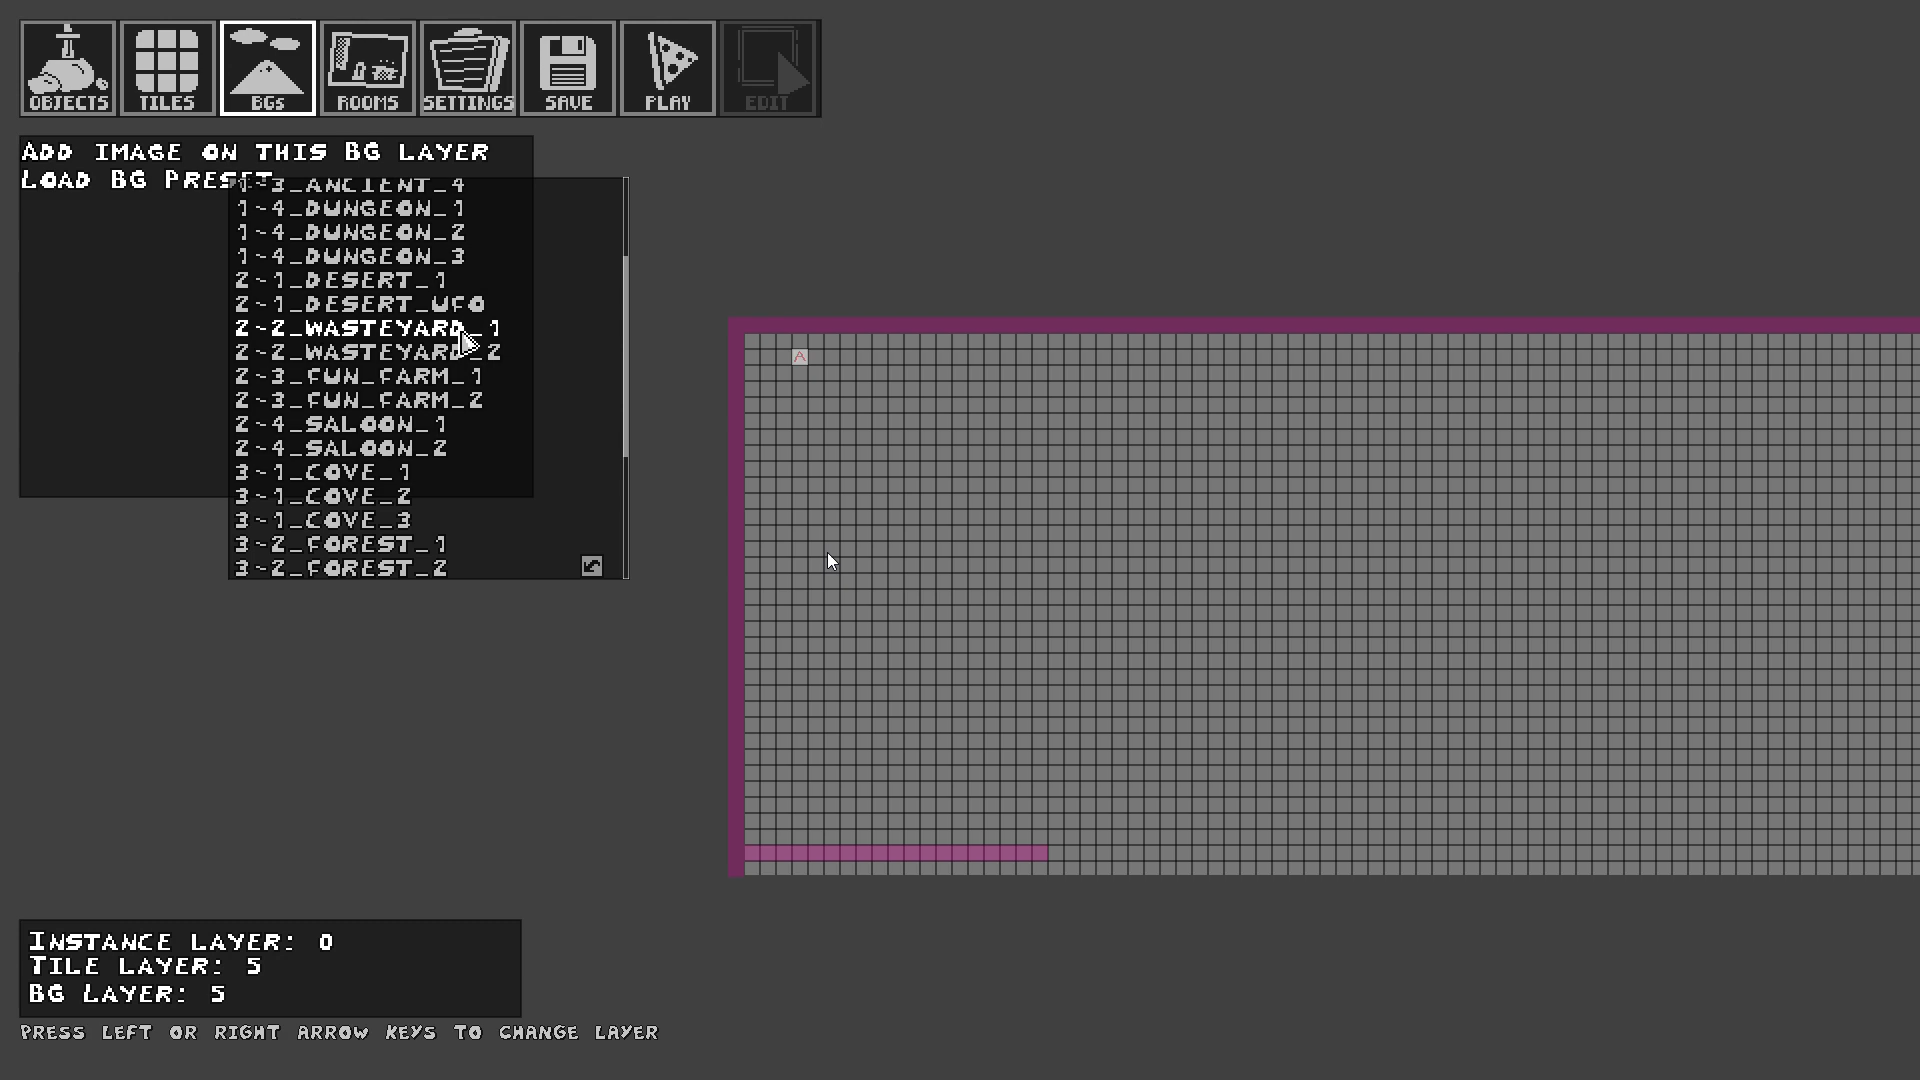 OBJECTS TILES BGs ROOMS SETTINGS SAVE PLAY EDIT
ADD IMAGE ON THIS BG LAYER
LOAD BG PRESET
1-3_ANCIENT_4
1-4_DUNGEON_1
1-4_DUNGEON_2
1-4_DUNGEON_3
2-1_DESERT_1
2-1_DESERT_UFO
2-2_WASTEYARD_1
2-2_WASTEYARD_2
2-3_FUN_FARM_1
2-3_FUN_FARM_2
2-4_SALOON_1
2-4_SALOON_2
3-1_COVE_1
3-1_COVE_2
3-1_COVE_3
3-2_FOREST_1
3-2_FOREST_2
A
INSTANCE LAYER: 0
TILE LAYER: 5
BG LAYER: 5
PRESS LEFT OR RIGHT ARROW KEYS TO CHANGE LAYER